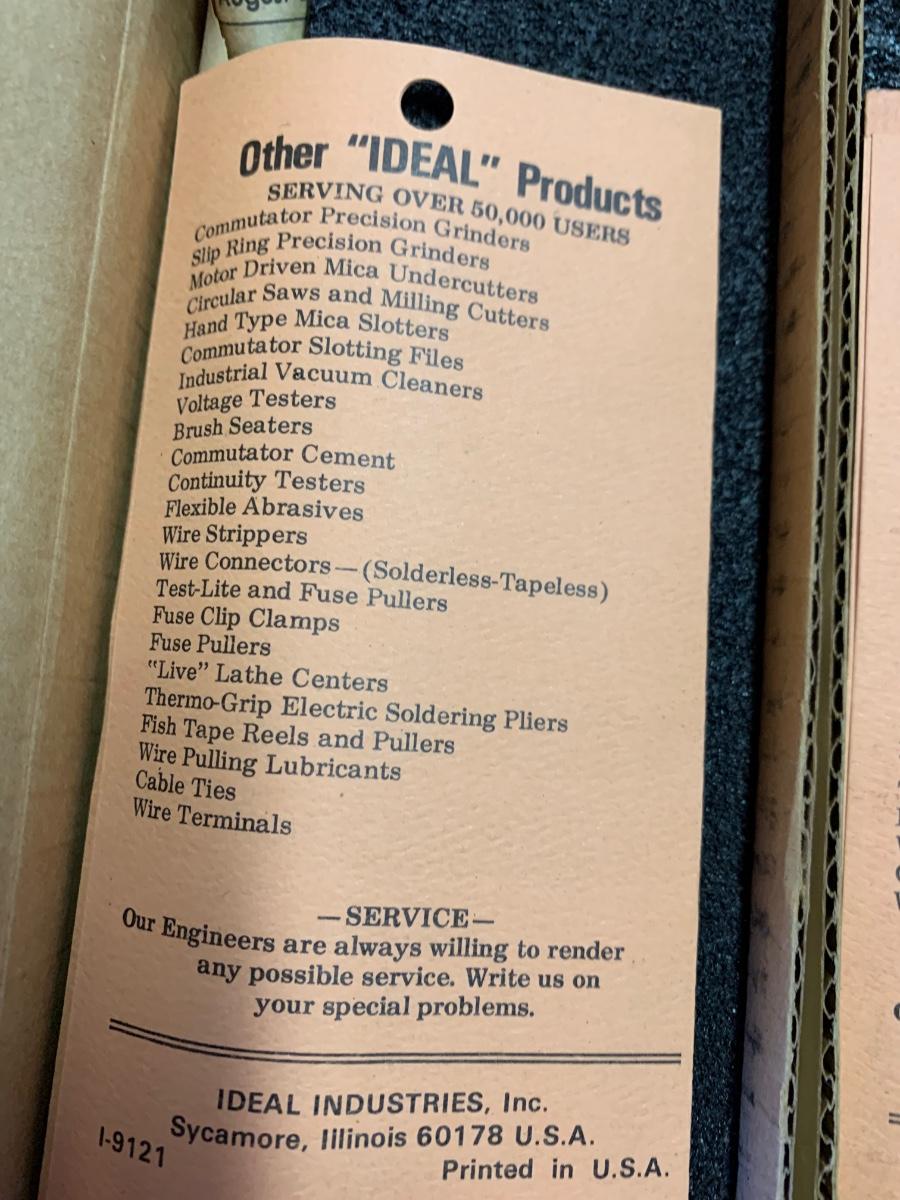 Other "IDEAL" Products
SERVING OVER 50,000 USERS
Commutator Precision Grinders
Slip Ring Precision Grinders
Motor Driven Mica Undercutters
Circular Saws and Milling Cutters
Hand Type Mica Slotters
Commutator Slotting Files
Industrial Vacuum Cleaners
Voltage Testers
Brush Seaters
Commutator Cement
Continuity Testers
Flexible Abrasives
Wire Strippers
Wire Connectors — (Solderless-Tapeless)
Test-Lite and Fuse Pullers
Fuse Clip Clamps
Fuse Pullers
"Live" Lathe Centers
Thermo-Grip Electric Soldering Pliers
Fish Tape Reels and Pullers
Wire Pulling Lubricants
Cable Ties
Wire Terminals
— SERVICE —
Our Engineers are always willing to render
any possible service. Write us on
your special problems.
IDEAL INDUSTRIES, Inc.
Sycamore, Illinois 60178 U.S.A.
I-9121
Printed in U.S.A.